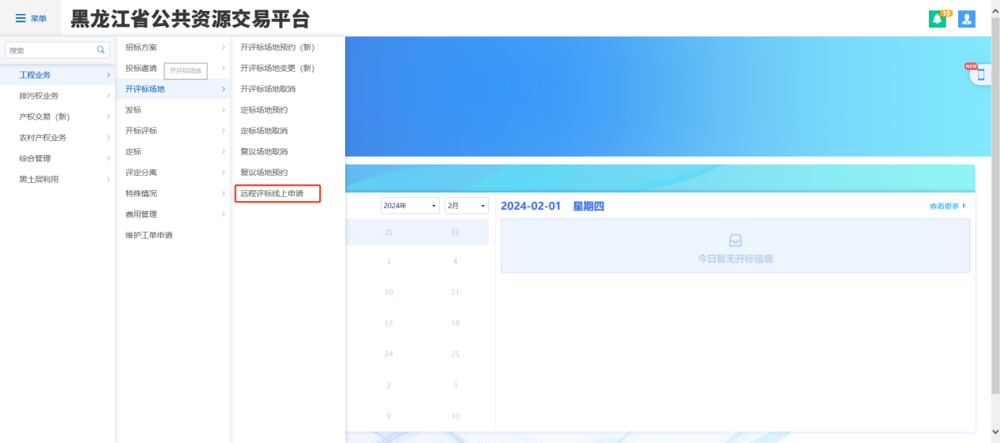 菜单
黑龙江省公共资源交易平台
10
搜索
工程业务
排污权业务
产权交易（新）
农村产权业务
综合管理
黑土层利用
招标方案
投标邀请
开评标场地
开评标场地
发标
开标评标
定标
评定分离
特殊情况
费用管理
维护工单申请
开评标场地预约（新）
开评标场地变更（新）
开评标场地取消
定标场地预约
定标场地取消
复议场地取消
复议场地预约
远程评标线上申请
NEW
2024年 2月
六 日
3 4
10 11
17 18
24 25
2 3
9 10
2024-02-01 星期四
查看更多
今日暂无开标信息